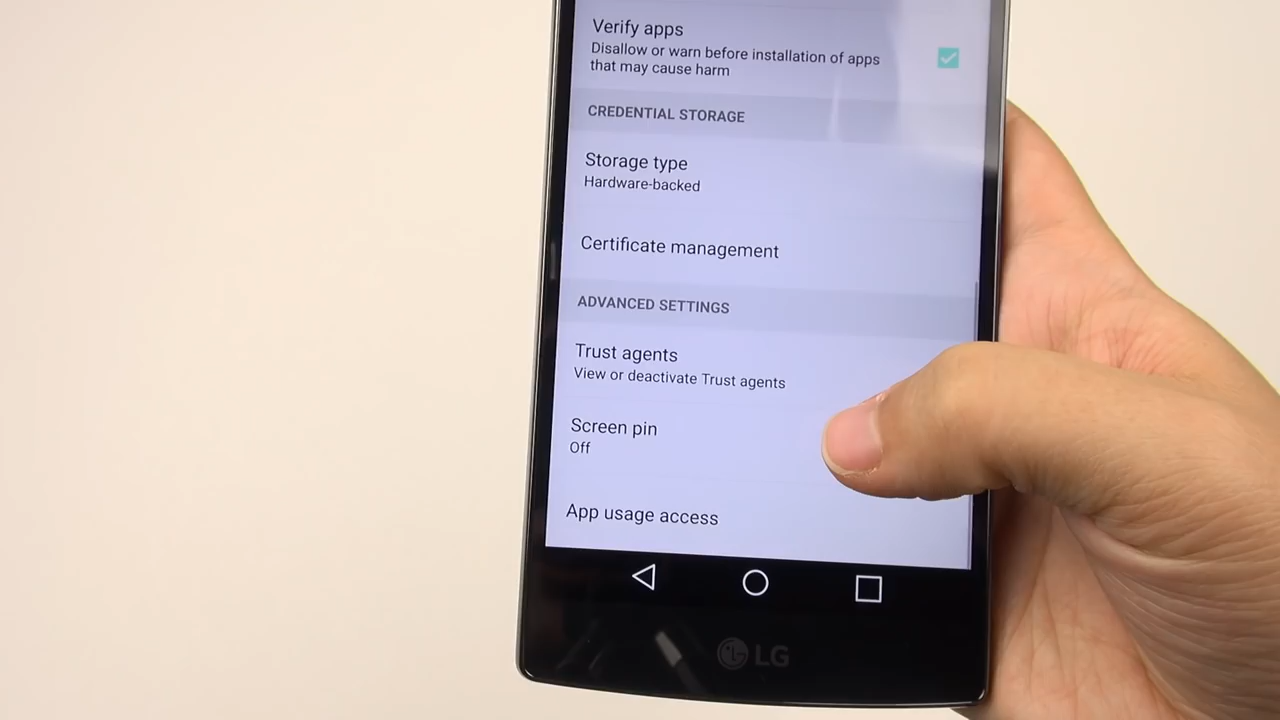 Verify apps
Disallow or warn before installation of apps
that may cause harm
CREDENTIAL STORAGE
Storage type
Hardware-backed
Certificate management
ADVANCED SETTINGS
Trust agents
View or deactivate Trust agents
Screen pin
Off
App usage access
LG